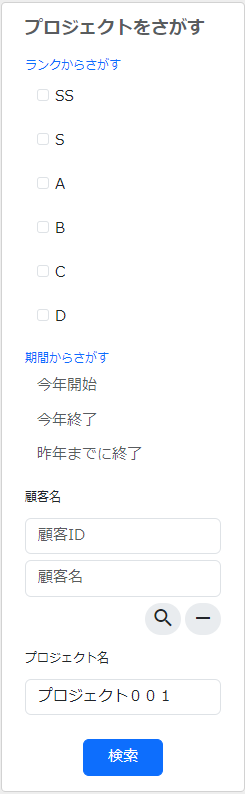 プロジェクトをさがす
ランクからさがす
SS
S
A
B
C
D
期間からさがす
今年開始
今年終了
昨年までに終了
顧客名
顧客ID
顧客名
プロジェクト名
プロジェクト００１
検索